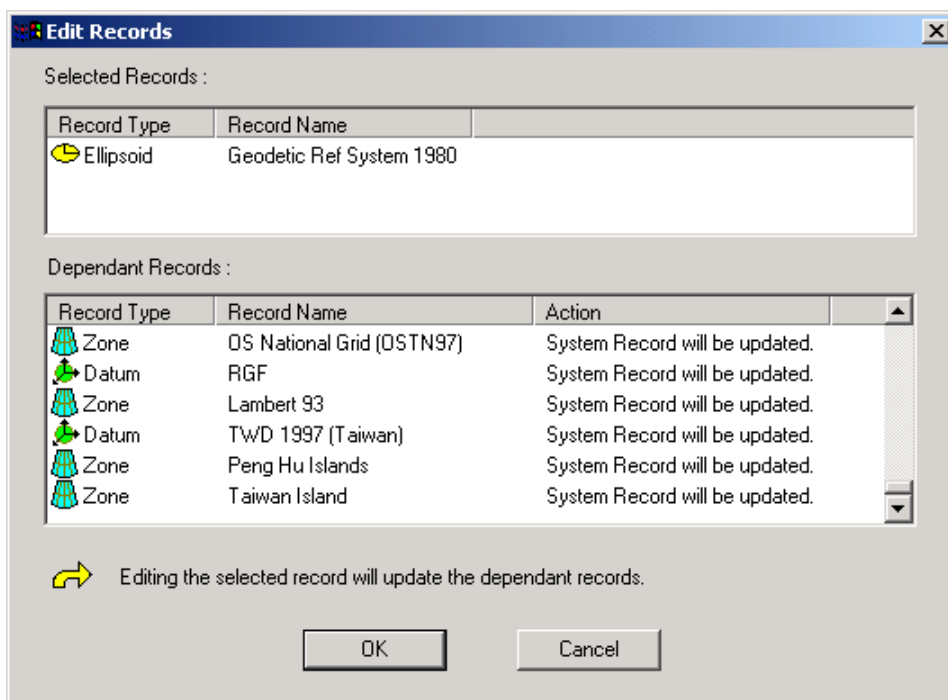 Edit Records
Selected Records :
Record Type Record Name
Ellipsoid Geodetic Ref System 1980
Dependant Records :
Record Type Record Name Action
Zone OS National Grid (OSTN97) System Record will be updated.
Datum RGF System Record will be updated.
Zone Lambert 93 System Record will be updated.
Datum TWD 1997 (Taiwan) System Record will be updated.
Zone Peng Hu Islands System Record will be updated.
Zone Taiwan Island System Record will be updated.
Editing the selected record will update the dependant records.
OK Cancel